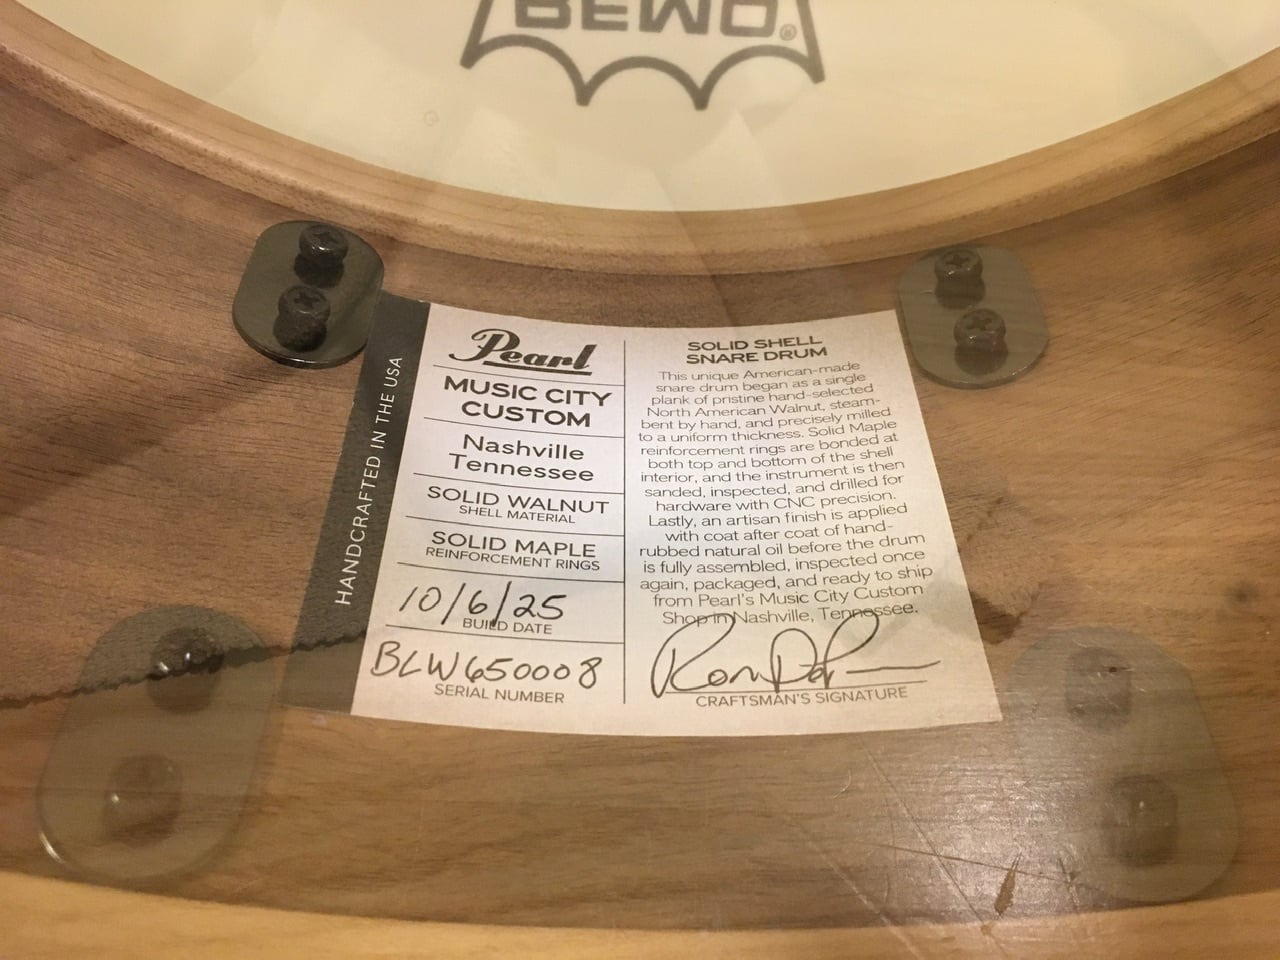 REMO®
HANDCRAFTED IN THE USA
Pearl
MUSIC CITY
CUSTOM
Nashville
Tennessee
SOLID WALNUT
SHELL MATERIAL
SOLID MAPLE
REINFORCEMENT RINGS
10/6/25
BUILD DATE
BLW650008
SERIAL NUMBER
SOLID SHELL
SNARE DRUM
This unique American-made
snare drum began as a single
plank of pristine hand-selected
North American Walnut, steam-
bent by hand, and precisely milled
to a uniform thickness. Solid Maple
reinforcement rings are bonded at
both top and bottom of the shell
interior, and the instrument is then
sanded, inspected, and drilled for
hardware with CNC precision.
Lastly, an artisan finish is applied
with coat after coat of hand-
rubbed natural oil before the drum
is fully assembled, inspected once
again, packaged, and ready to ship
from Pearl's Music City Custom
Shop in Nashville, Tennessee.
CRAFTSMAN'S SIGNATURE